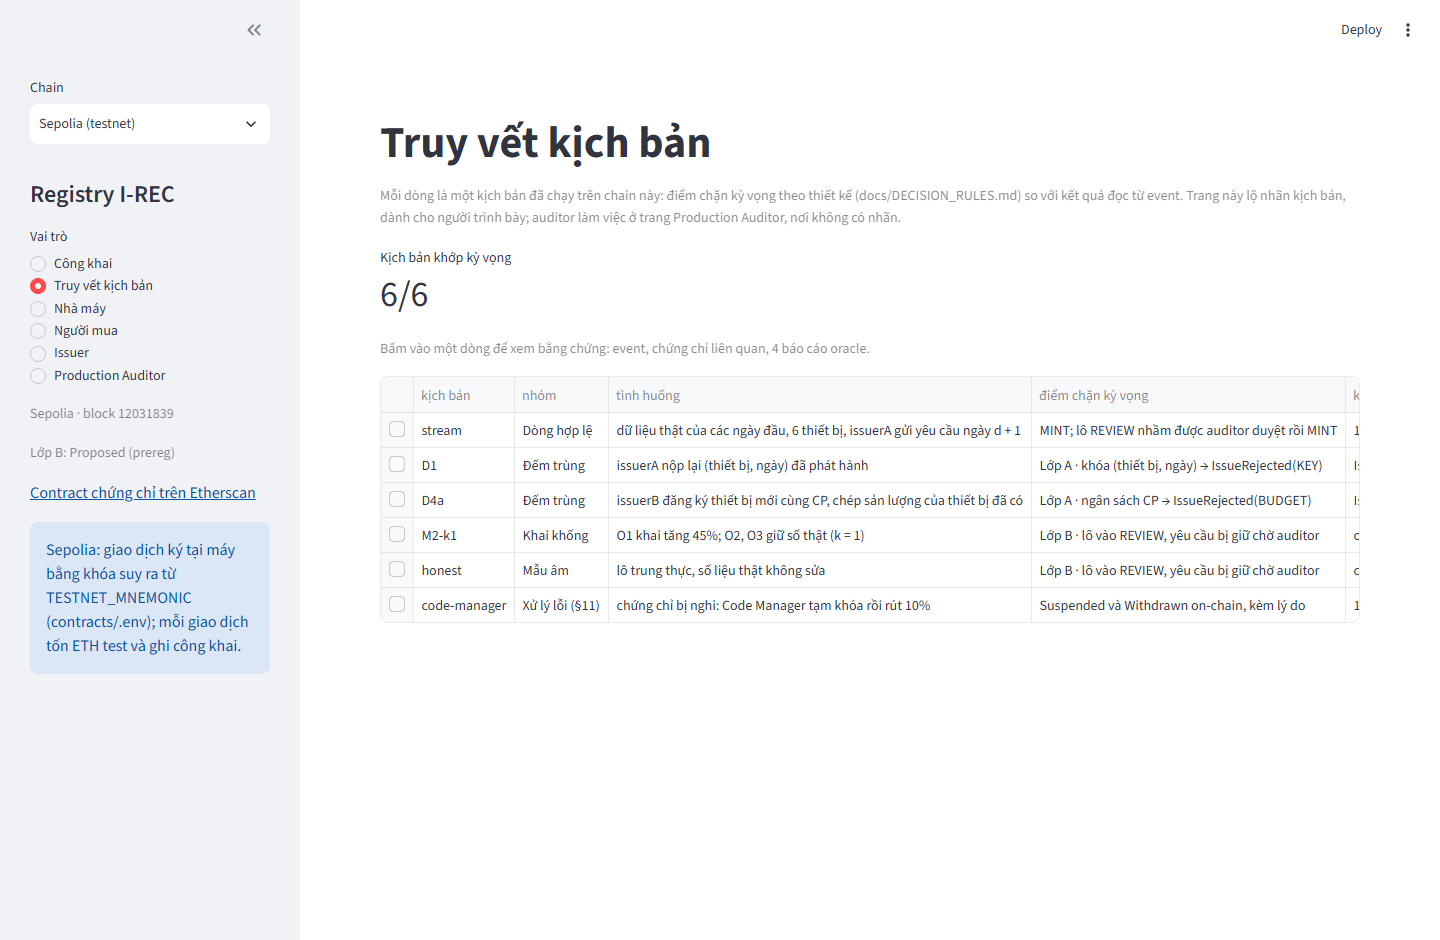 Deploy
Chain
Sepolia (testnet)
Registry I-REC
Vai trò
Công khai
Truy vết kịch bản
Nhà máy
Người mua
Issuer
Production Auditor
Sepolia · block 12031839
Lớp B: Proposed (prereg)
Contract chứng chỉ trên Etherscan
Sepolia: giao dịch ký tại máy
bằng khóa suy ra từ
TESTNET_MNEMONIC
(contracts/.env); mỗi giao dịch
tốn ETH test và ghi công khai.
Truy vết kịch bản
Mỗi dòng là một kịch bản đã chạy trên chain này: điểm chặn kỳ vọng theo thiết kế (docs/DECISION_RULES.md) so với kết quả đọc từ event. Trang này lộ nhãn kịch bản,
dành cho người trình bày; auditor làm việc ở trang Production Auditor, nơi không có nhãn.
Kịch bản khớp kỳ vọng
6/6
Bấm vào một dòng để xem bằng chứng: event, chứng chỉ liên quan, 4 báo cáo oracle.
kịch bản nhóm tình huống điểm chặn kỳ vọng k
stream Dòng hợp lệ dữ liệu thật của các ngày đầu, 6 thiết bị, issuerA gửi yêu cầu ngày d + 1 MINT; lô REVIEW nhầm được auditor duyệt rồi MINT 1
D1 Đếm trùng issuerA nộp lại (thiết bị, ngày) đã phát hành Lớp A · khóa (thiết bị, ngày) → IssueRejected(KEY)
D4a Đếm trùng issuerB đăng ký thiết bị mới cùng CP, chép sản lượng của thiết bị đã có Lớp A · ngân sách CP → IssueRejected(BUDGET)
M2-k1 Khai khống O1 khai tăng 45%; O2, O3 giữ số thật (k = 1) Lớp B · lô vào REVIEW, yêu cầu bị giữ chờ auditor
honest Mẫu âm lô trung thực, số liệu thật không sửa Lớp B · lô vào REVIEW, yêu cầu bị giữ chờ auditor
code-manager Xử lý lỗi (§11) chứng chỉ bị nghi: Code Manager tạm khóa rồi rút 10% Suspended và Withdrawn on-chain, kèm lý do 1